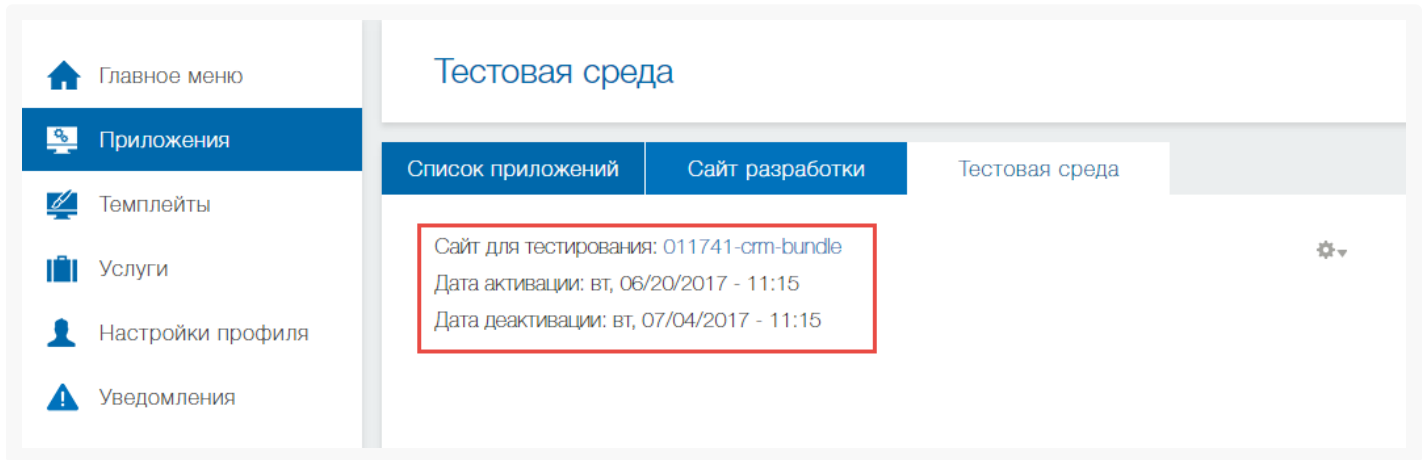 Главное меню
Приложения
Темплейты
Услуги
Настройки профиля
Уведомления
Тестовая среда
Список приложений Сайт разработки Тестовая среда
Сайт для тестирования: 011741-crm-bundle
Дата активации: вт, 06/20/2017 - 11:15
Дата деактивации: вт, 07/04/2017 - 11:15